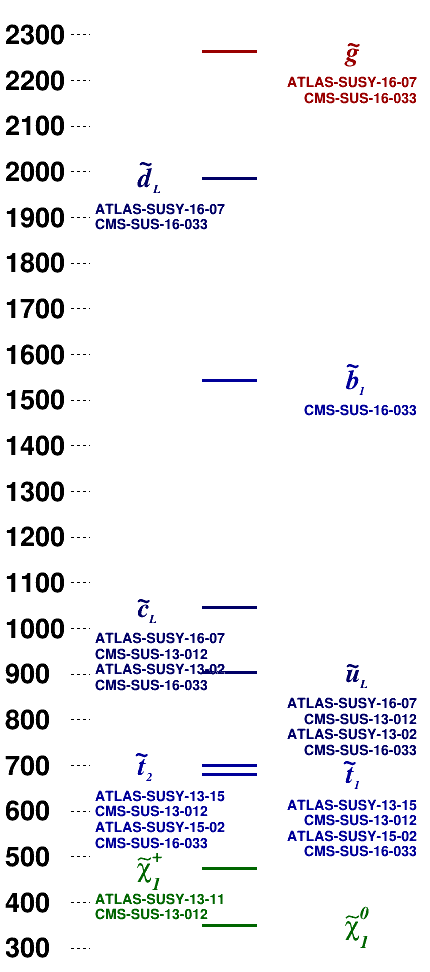 2300
g̃
2200
ATLAS-SUSY-16-07
CMS-SUS-16-033
2100
2000
d̃L
1900
ATLAS-SUSY-16-07
CMS-SUS-16-033
1800
1700
1600
b̃1
1500
CMS-SUS-16-033
1400
1300
1200
1100
c̃L
1000
ATLAS-SUSY-16-07
CMS-SUS-13-012
ATLAS-SUSY-13-02
CMS-SUS-16-033
900
ũL
ATLAS-SUSY-16-07
CMS-SUS-13-012
ATLAS-SUSY-13-02
CMS-SUS-16-033
800
700
t̃2
ATLAS-SUSY-13-15
CMS-SUS-13-012
ATLAS-SUSY-15-02
CMS-SUS-16-033
t̃1
ATLAS-SUSY-13-15
CMS-SUS-13-012
ATLAS-SUSY-15-02
CMS-SUS-16-033
600
500
χ̃1+
ATLAS-SUSY-13-11
CMS-SUS-13-012
400
χ̃10
300